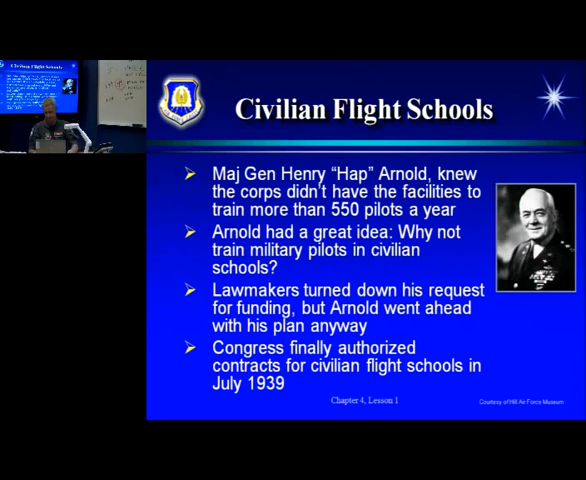 Civilian Flight Schools
Maj Gen Henry “Hap” Arnold, knew
the corps didn’t have the facilities to
train more than 550 pilots a year
Arnold had a great idea: Why not
train military pilots in civilian
schools?
Lawmakers turned down his request
for funding, but Arnold went ahead
with his plan anyway
Congress finally authorized
contracts for civilian flight schools in
July 1939
Chapter 4, Lesson 1
Courtesy of Hill Air Force Museum
Civilian Flight Schools